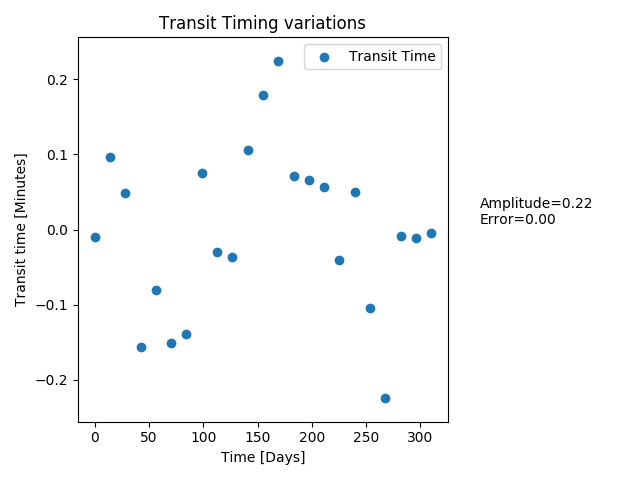 Transit Timing variations
Transit Time
0.2
0.1
0.0
−0.1
−0.2
Transit time [Minutes]
Amplitude=0.22
Error=0.00
0 50 100 150 200 250 300
Time [Days]